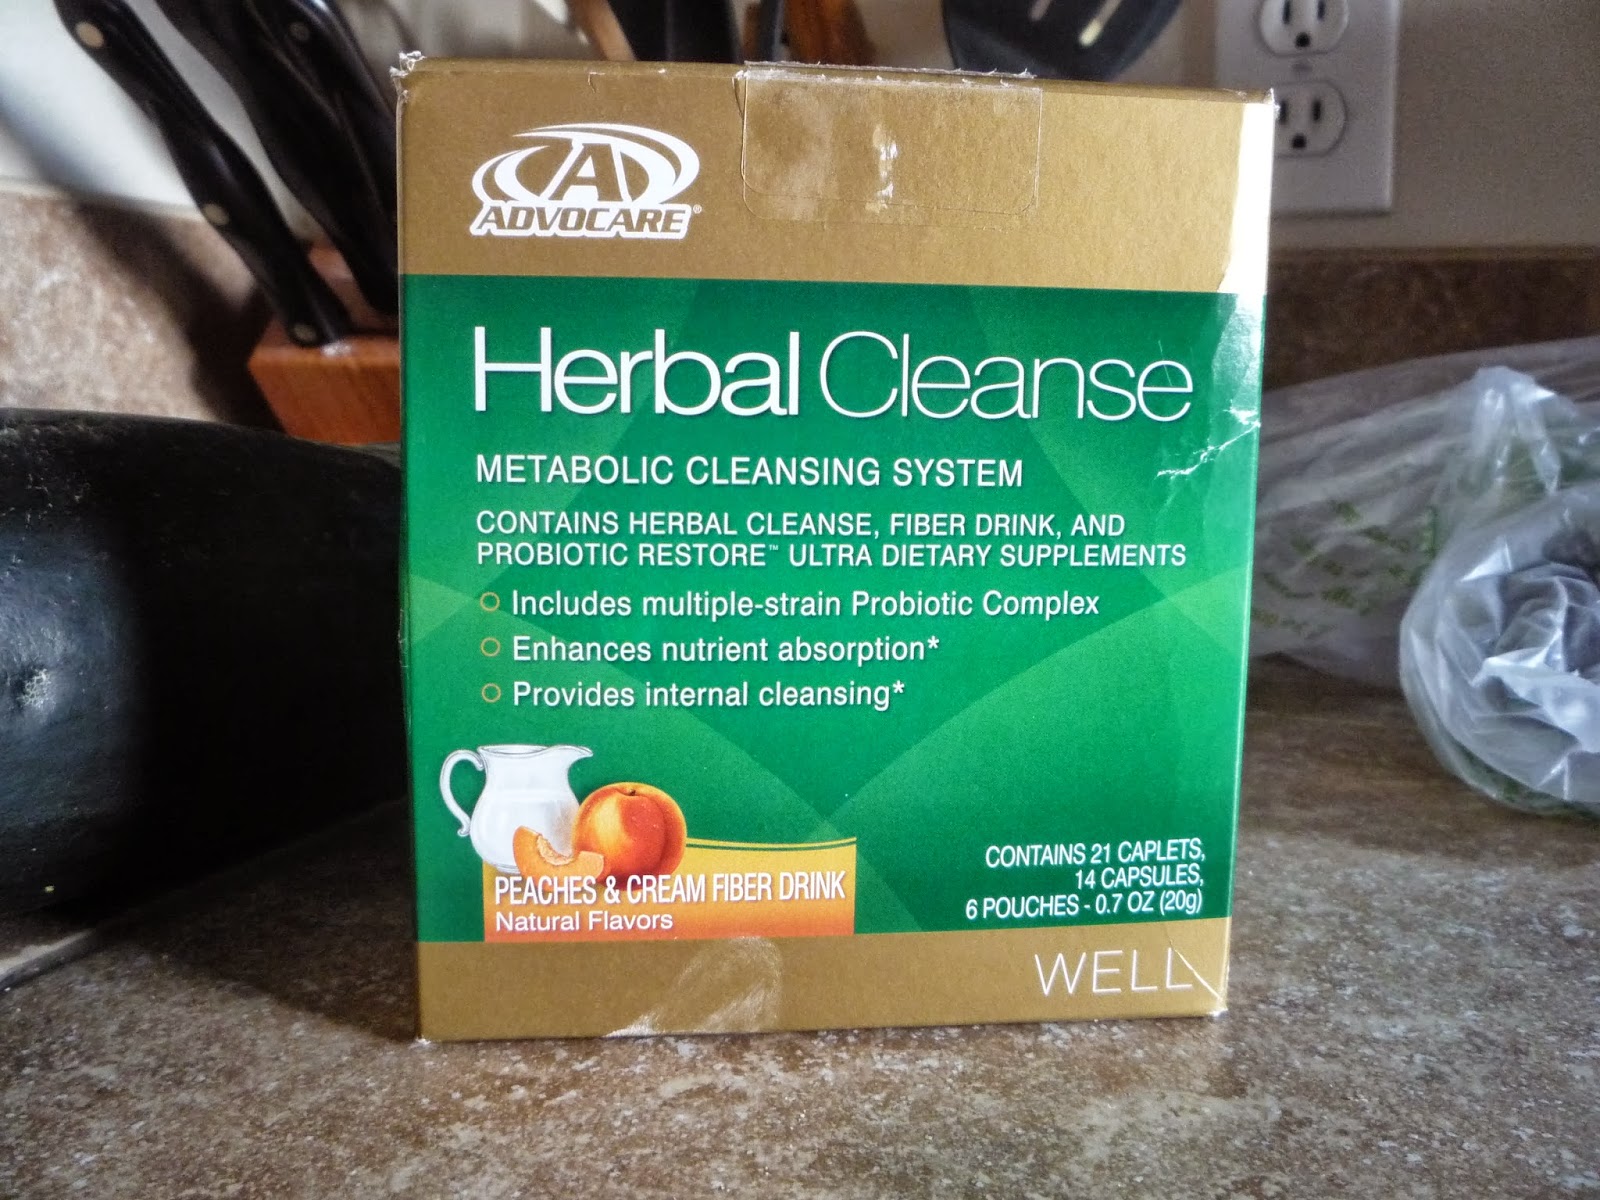 A
ADVOCARE®
Herbal Cleanse
METABOLIC CLEANSING SYSTEM
CONTAINS HERBAL CLEANSE, FIBER DRINK, AND
PROBIOTIC RESTORE™ ULTRA DIETARY SUPPLEMENTS
Includes multiple-strain Probiotic Complex
Enhances nutrient absorption*
Provides internal cleansing*
PEACHES & CREAM FIBER DRINK
Natural Flavors
CONTAINS 21 CAPLETS,
14 CAPSULES,
6 POUCHES - 0.7 OZ (20g)
WELL